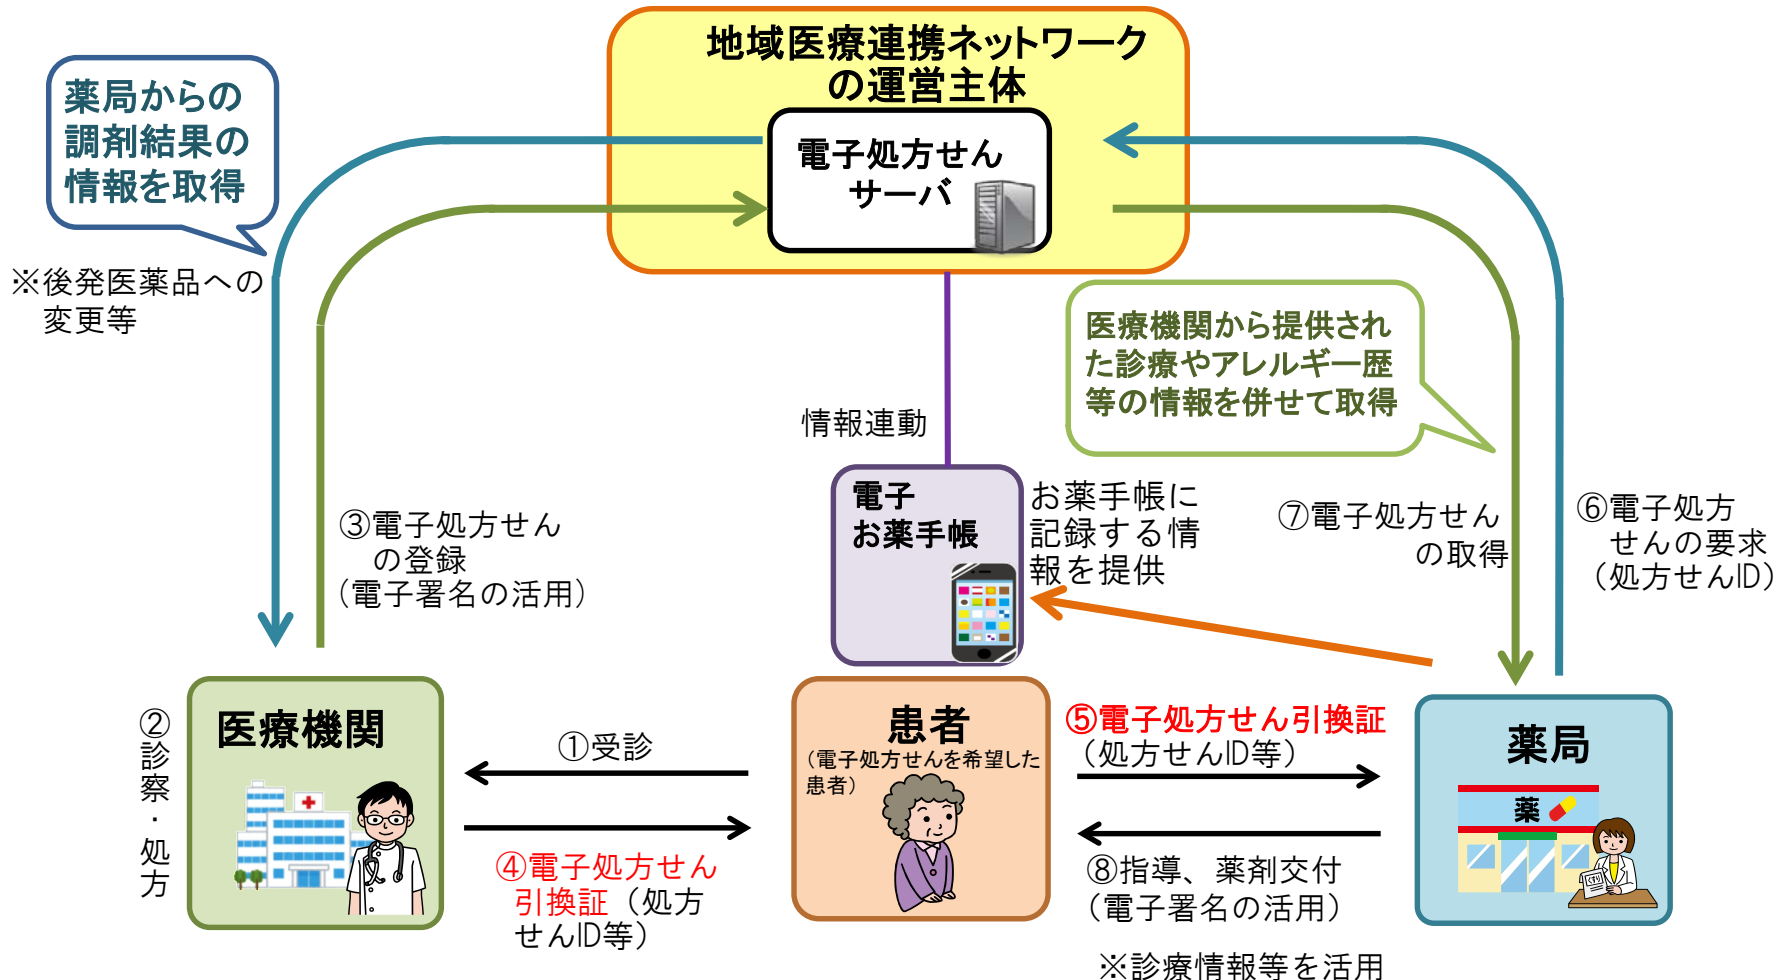 地域医療連携ネットワーク
の運営主体
電子処方せん
サーバ
薬局からの
調剤結果の
情報を取得
※後発医薬品への
変更等
医療機関から提供され
た診療やアレルギー歴
等の情報を併せて取得
情報連動
電子
お薬手帳
お薬手帳に
記録する情
報を提供
③電子処方せん
の登録
（電子署名の活用）
⑦電子処方せん
の取得
⑥電子処方
せんの要求
（処方せんID）
②診察・処方
医療機関
①受診
④電子処方せん
引換証（処方
せんID等）
患者
（電子処方せんを希望した
患者）
⑤電子処方せん引換証
（処方せんID等）
⑧指導、薬剤交付
（電子署名の活用）
※診療情報等を活用
薬局
薬
くすり